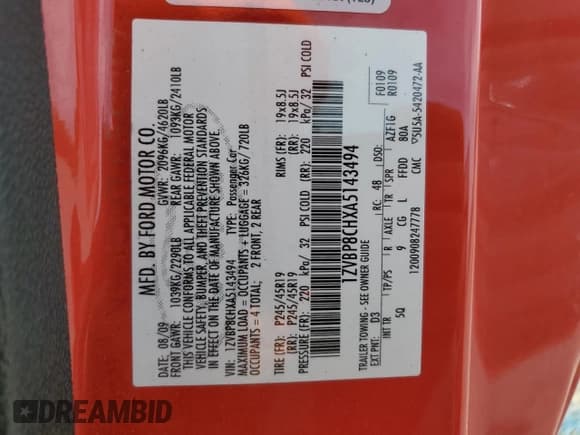 MFD. BY FORD MOTOR CO.
DATE: 08/09 GVWR: 2096KG/4620LB
FRONT GAWR: 1039KG/2290LB REAR GAWR: 1093KG/2410LB
THIS VEHICLE CONFORMS TO ALL APPLICABLE FEDERAL MOTOR
VEHICLE SAFETY, BUMPER, AND THEFT PREVENTION STANDARDS
IN EFFECT ON THE DATE OF MANUFACTURE SHOWN ABOVE.
VIN: 1ZVBP8CHXA5143494 TYPE: Passenger Car
MAXIMUM LOAD = OCCUPANTS + LUGGAGE = 326KG/ 720LB
OCCUPANTS = 4 TOTAL: 2 FRONT, 2 REAR
TIRE (FR): P245/45R19 RIMS (FR): 19x8.5J
(RR): P245/45R19 (RR): 19x8.5J
PRESSURE (FR): 220 kPa/ 32 PSI COLD (RR): 220 kPa/ 32 PSI COLD
1ZVBP8CHXA5143494
TRAILER TOWING - SEE OWNER GUIDE
F0109
R0109
EXT PNT: D3 RC: 48 DSO:
INT TR TP/PS R AXLE TR SPR AZF1G
5Q 9 CG L FFDD 80A
1200908247778 CMC 5U5A-5420472-AA
DREAMBID